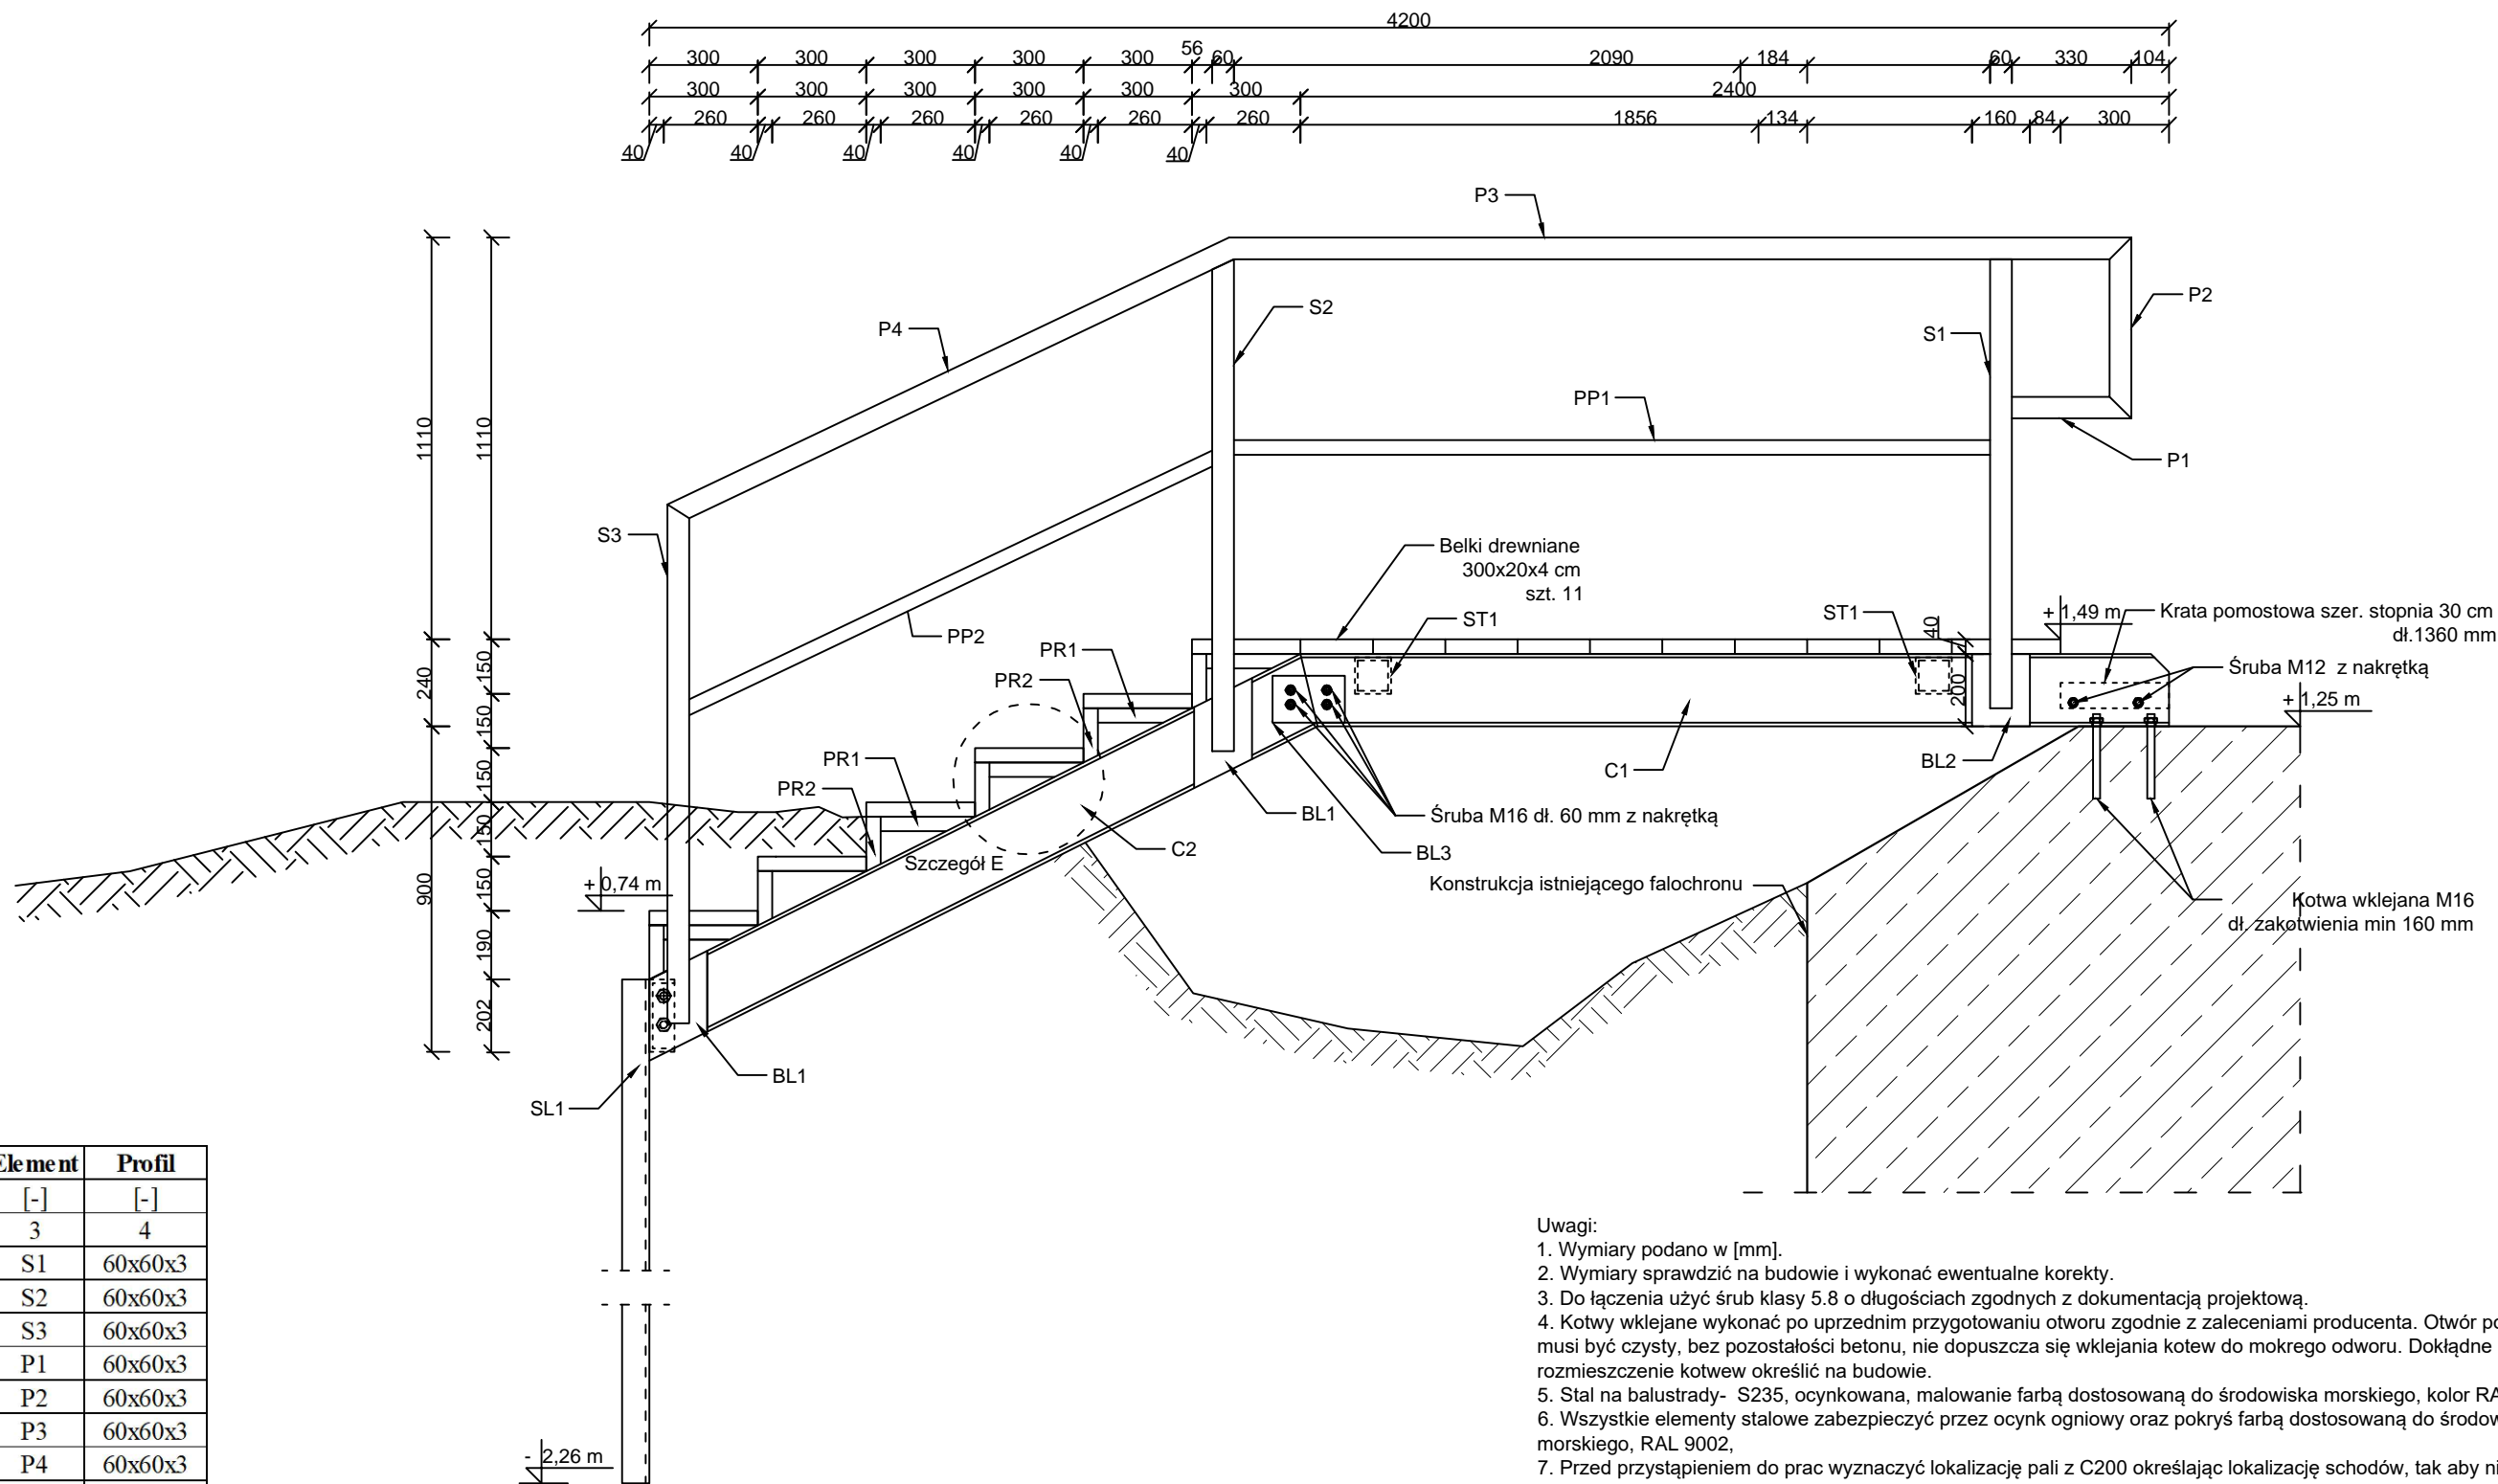 4200
300 300 300 300 300 56 60 2090 184 60 330 104
300 300 300 300 300 300 2400
260 260 260 260 260 260 1856 134 160 84 300
40 40 40 40 40 40
P3
P2
P4
S2
S1
PP1
P1
1110
1110
S3
Belki drewniane
300x20x4 cm
szt. 11
PP2
PR1
ST1
ST1
40
+ 1,49 m
Krata pomostowa szer. stopnia 30 cm
dł.1360 mm
PR2
Śruba M12 z nakrętką
240
150
200
+ 1,25 m
150
PR1
C1
BL2
PR2
150
BL1
Śruba M16 dł. 60 mm z nakrętką
150
C2
BL3
Szczegół E
900
150
+ 0,74 m
Konstrukcja istniejącego falochronu
Kotwa wklejana M16
dł. zakotwienia min 160 mm
190
202
BL1
SL1
- 2,26 m
Element Profil
[-] [-]
3 4
S1 60x60x3
S2 60x60x3
S3 60x60x3
P1 60x60x3
P2 60x60x3
P3 60x60x3
P4 60x60x3
Uwagi:
1. Wymiary podano w [mm].
2. Wymiary sprawdzić na budowie i wykonać ewentualne korekty.
3. Do łączenia użyć śrub klasy 5.8 o długościach zgodnych z dokumentacją projektową.
4. Kotwy wklejane wykonać po uprzednim przygotowaniu otworu zgodnie z zaleceniami producenta. Otwór po
musi być czysty, bez pozostałości betonu, nie dopuszcza się wklejania kotew do mokrego odworu. Dokłądne
rozmieszczenie kotwew określić na budowie.
5. Stal na balustrady- S235, ocynkowana, malowanie farbą dostosowaną do środowiska morskiego, kolor RA
6. Wszystkie elementy stalowe zabezpieczyć przez ocynk ogniowy oraz pokryś farbą dostosowaną do środow
morskiego, RAL 9002,
7. Przed przystąpieniem do prac wyznaczyć lokalizację pali z C200 określając lokalizację schodów, tak aby ni